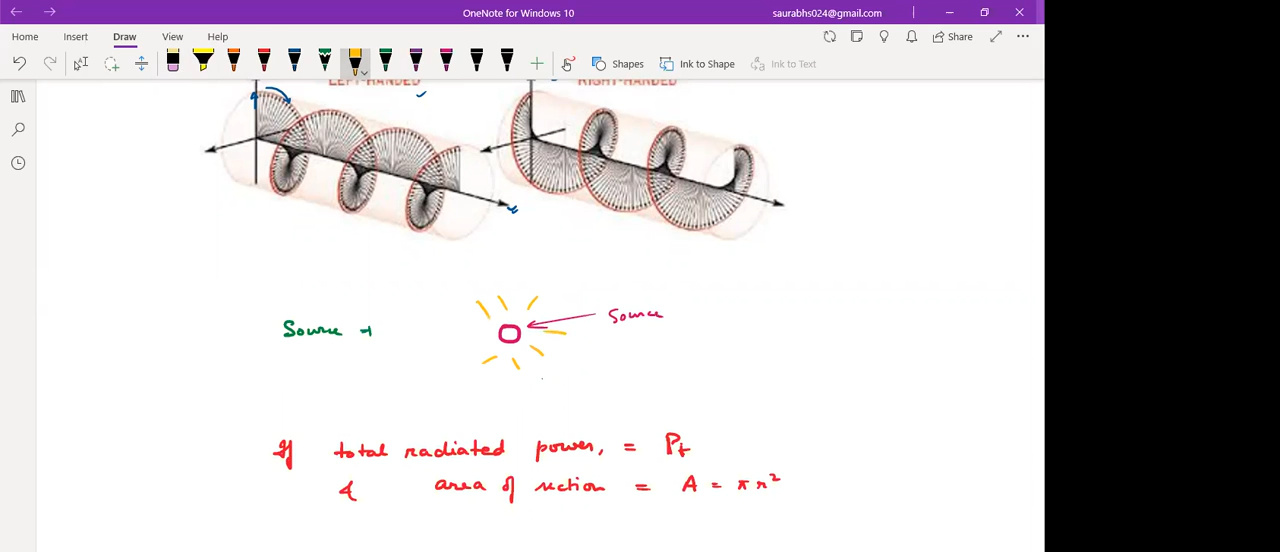 OneNote for Windows 10
saurabhs024@gmail.com
Home Insert Draw View Help
Share
Shapes Ink to Shape Ink to Text
LEFT-HANDED RIGHT-HANDED
Source →
Source
If total radiated power, = Pt
& area of section = A = πr²